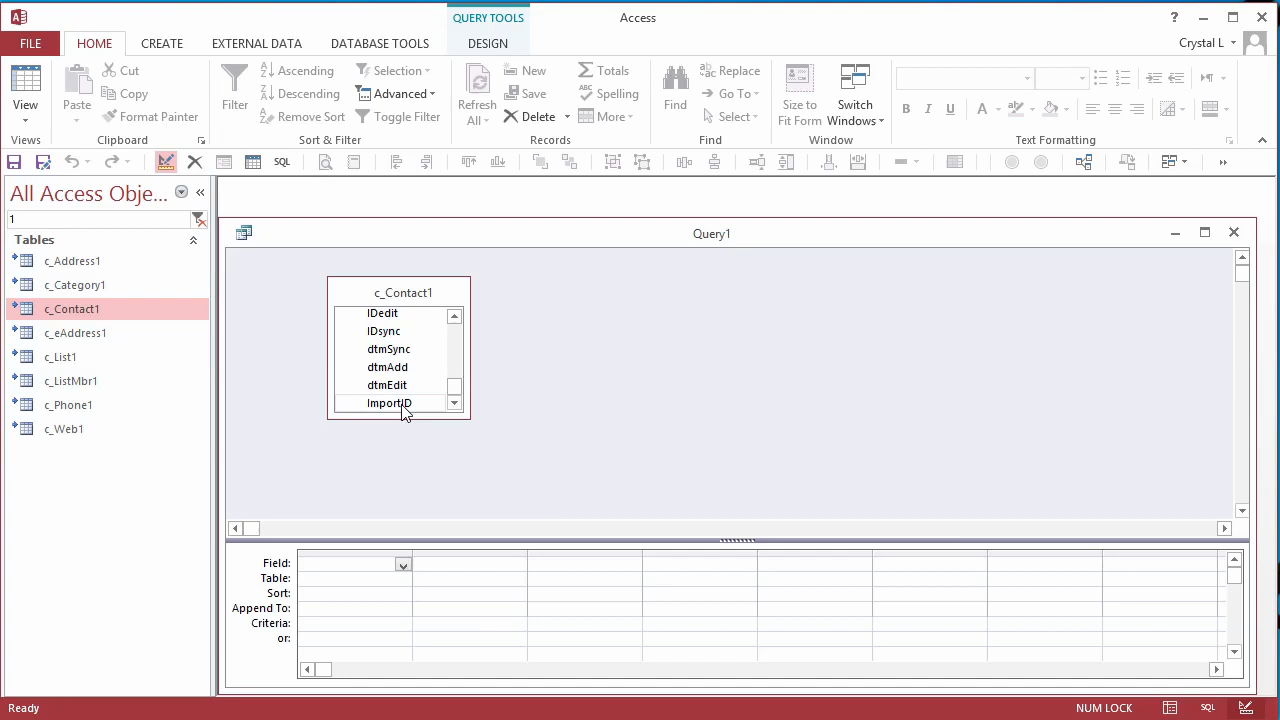 QUERY TOOLS
Access
FILE
HOME
CREATE
EXTERNAL DATA
DATABASE TOOLS
DESIGN
Crystal L
View
Views
Paste
Cut
Copy
Format Painter
Clipboard
Filter
Ascending
Descending
Remove Sort
Selection
Advanced
Toggle
Sort & Filter
Refresh
All
New
Save
Delete
Totals
Spelling
More
Records
Find
Replace
Go To
Select
Find
Size to
Fit Form
Switch
Windows
Window
B I U
A
Text Formatting
SQL
All Access Obje...
1
Tables
c_Address1
c_Category1
c_Contact1
c_eAddress1
c_List1
c_ListMbr1
c_Phone1
c_Web1
Query1
c_Contact1
IDedit
IDsync
dtmSync
dtmAdd
dtmEdit
ImportID
Field:
Table:
Sort:
Append To:
Criteria:
or:
Ready
NUM LOCK
SQL